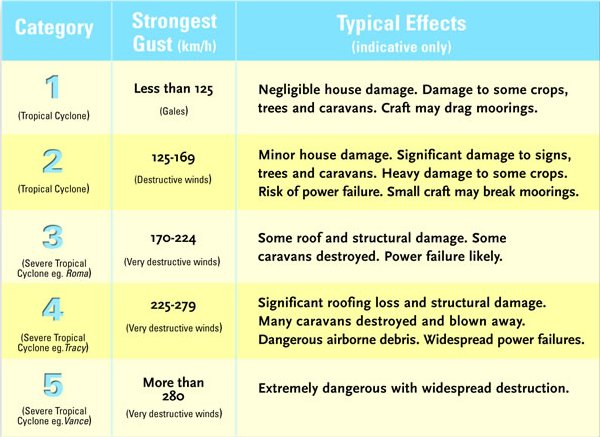 Category
Strongest
Gust (km/h)
Typical Effects
(indicative only)
1
(Tropical Cyclone)
Less than 125
(Gales)
Negligible house damage. Damage to some crops,
trees and caravans. Craft may drag moorings.
2
(Tropical Cyclone)
125-169
(Destructive winds)
Minor house damage. Significant damage to signs,
trees and caravans. Heavy damage to some crops.
Risk of power failure. Small craft may break moorings.
3
(Severe Tropical
Cyclone eg. Roma)
170-224
(Very destructive winds)
Some roof and structural damage. Some
caravans destroyed. Power failure likely.
4
(Severe Tropical
Cyclone eg.Tracy)
225-279
(Very destructive winds)
Significant roofing loss and structural damage.
Many caravans destroyed and blown away.
Dangerous airborne debris. Widespread power failures.
5
(Severe Tropical
Cyclone eg.Vance)
More than
280
(Very destructive winds)
Extremely dangerous with widespread destruction.